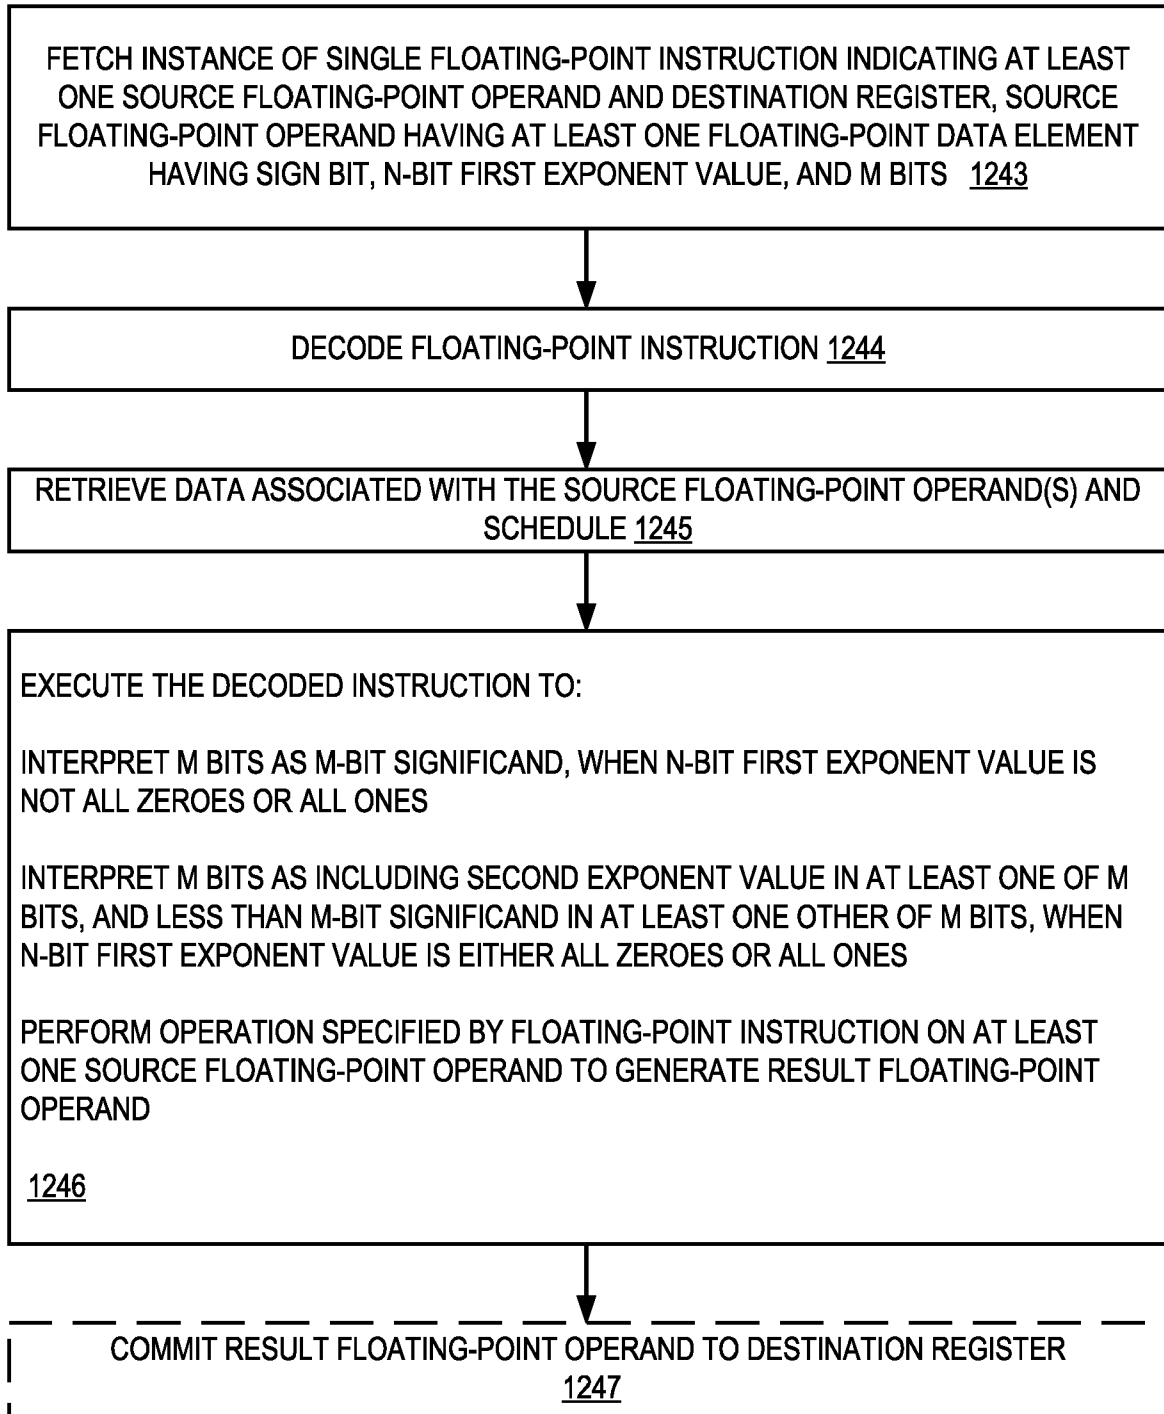 FETCH INSTANCE OF SINGLE FLOATING-POINT INSTRUCTION INDICATING AT LEAST
ONE SOURCE FLOATING-POINT OPERAND AND DESTINATION REGISTER, SOURCE
FLOATING-POINT OPERAND HAVING AT LEAST ONE FLOATING-POINT DATA ELEMENT
HAVING SIGN BIT, N-BIT FIRST EXPONENT VALUE, AND M BITS 1243
DECODE FLOATING-POINT INSTRUCTION 1244
RETRIEVE DATA ASSOCIATED WITH THE SOURCE FLOATING-POINT OPERAND(S) AND
SCHEDULE 1245
EXECUTE THE DECODED INSTRUCTION TO:
INTERPRET M BITS AS M-BIT SIGNIFICAND, WHEN N-BIT FIRST EXPONENT VALUE IS
NOT ALL ZEROES OR ALL ONES
INTERPRET M BITS AS INCLUDING SECOND EXPONENT VALUE IN AT LEAST ONE OF M
BITS, AND LESS THAN M-BIT SIGNIFICAND IN AT LEAST ONE OTHER OF M BITS, WHEN
N-BIT FIRST EXPONENT VALUE IS EITHER ALL ZEROES OR ALL ONES
PERFORM OPERATION SPECIFIED BY FLOATING-POINT INSTRUCTION ON AT LEAST
ONE SOURCE FLOATING-POINT OPERAND TO GENERATE RESULT FLOATING-POINT
OPERAND
1246
COMMIT RESULT FLOATING-POINT OPERAND TO DESTINATION REGISTER
1247